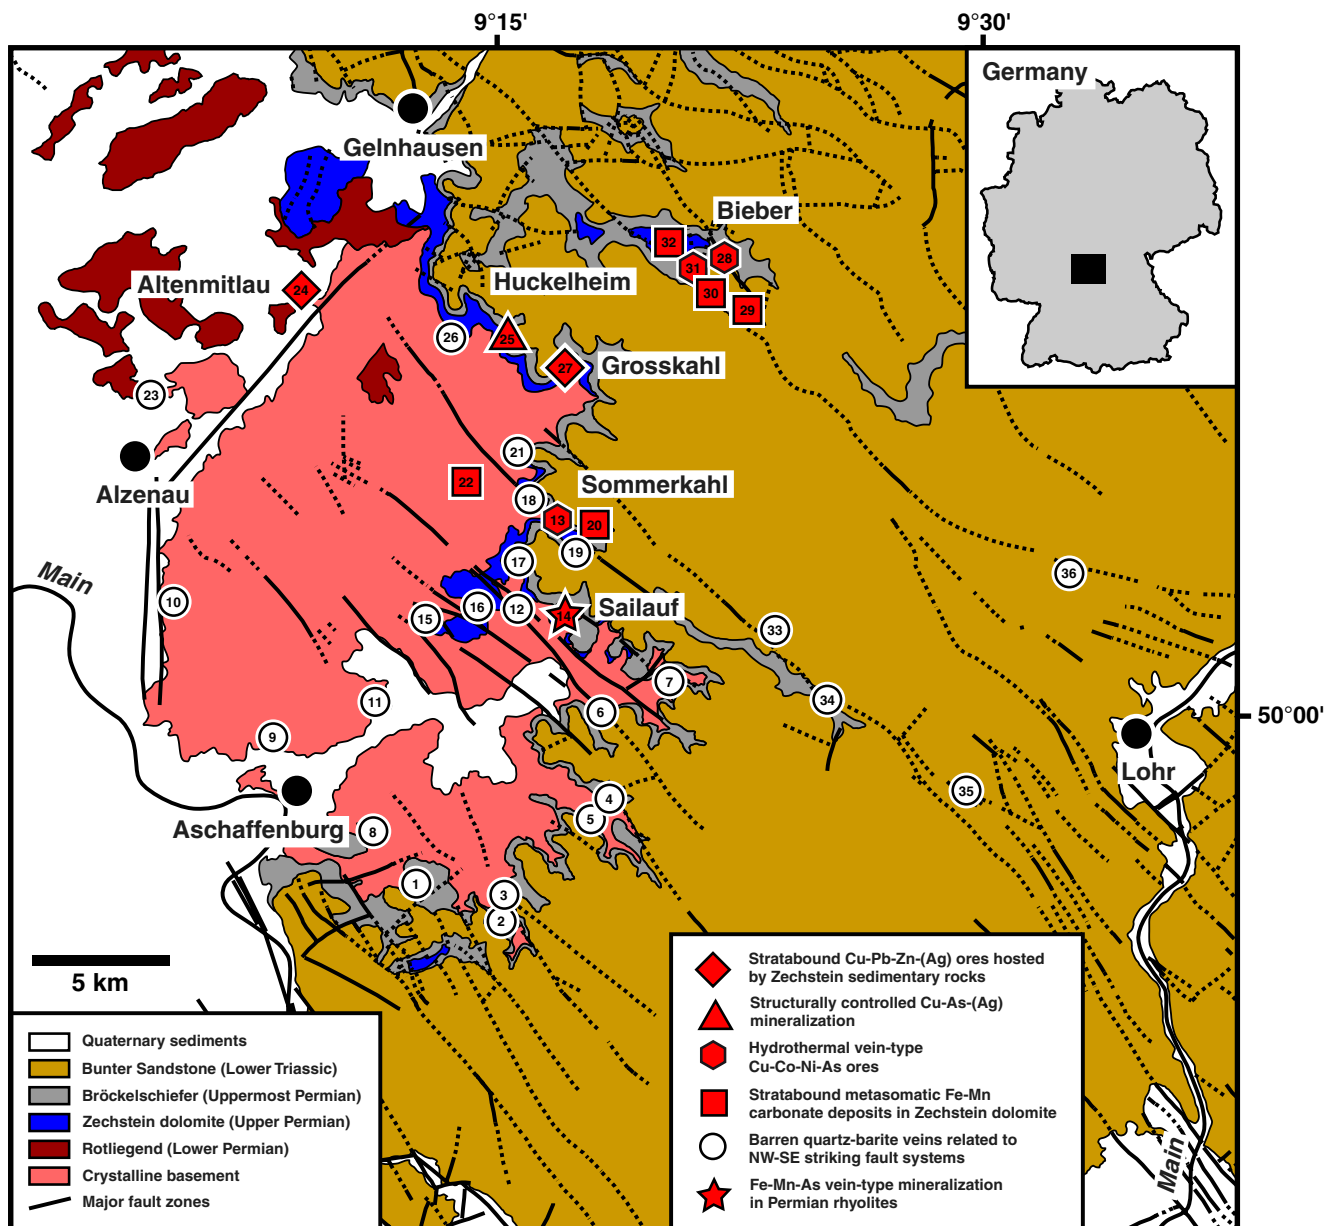 9°15'
9°30'
Germany
Gelnhausen
Bieber
32
28
31
Huckelheim
Altenmitlau
24
30
29
26
25
27
Grosskahl
23
21
Alzenau
22
Sommerkahl
18
13
20
19
17
36
Main
10
16
12
14
Sailauf
15
33
7
34
11
6
50°00'
9
Lohr
35
4
5
Aschaffenburg
8
1
3
2
5 km
Quaternary sediments
Bunter Sandstone (Lower Triassic)
Bröckelschiefer (Uppermost Permian)
Zechstein dolomite (Upper Permian)
Rotliegend (Lower Permian)
Crystalline basement
Major fault zones
Stratabound Cu-Pb-Zn-(Ag) ores hosted
by Zechstein sedimentary rocks
Structurally controlled Cu-As-(Ag)
mineralization
Hydrothermal vein-type
Cu-Co-Ni-As ores
Stratabound metasomatic Fe-Mn
carbonate deposits in Zechstein dolomite
Barren quartz-barite veins related to
NW-SE striking fault systems
Fe-Mn-As vein-type mineralization
in Permian rhyolites
Main